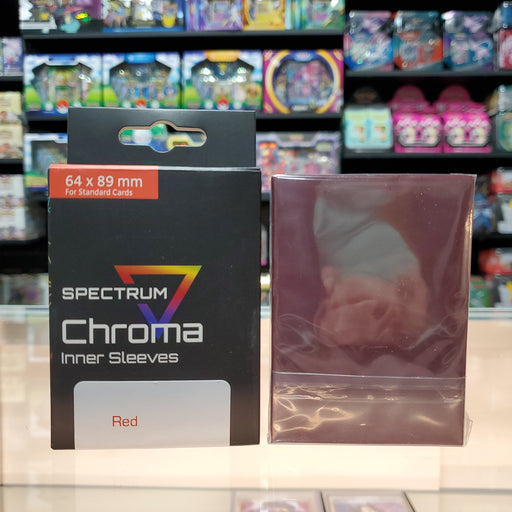 64 x 89 mm
For Standard Cards
SPECTRUM
Chroma
Inner Sleeves
Red